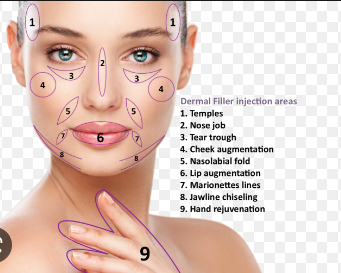 1
1
2
3
3
4
4
5
5
6
7
7
8
8
9
Dermal Filler injection areas
1. Temples
2. Nose job
3. Tear trough
4. Cheek augmentation
5. Nasolabial fold
6. Lip augmentation
7. Marionettes lines
8. Jawline chiseling
9. Hand rejuvenation